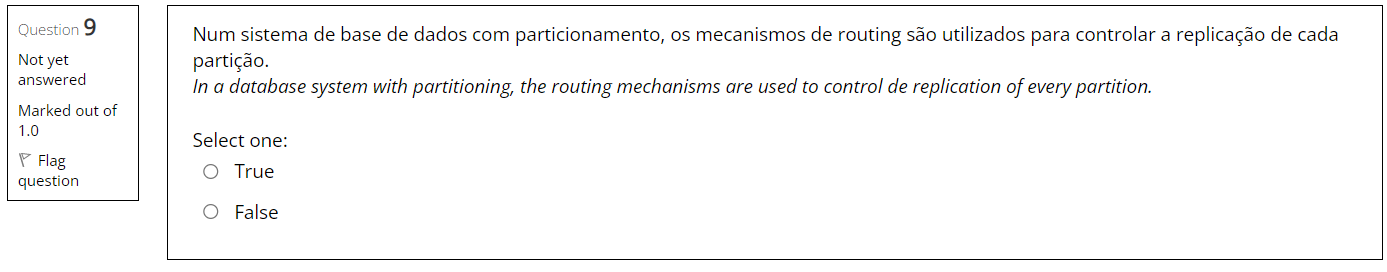 Question 9
Not yet
answered
Marked out of
1.0
Flag
question
Num sistema de base de dados com particionamento, os mecanismos de routing são utilizados para controlar a replicação de cada
partição.
In a database system with partitioning, the routing mechanisms are used to control de replication of every partition.
Select one:
True
False